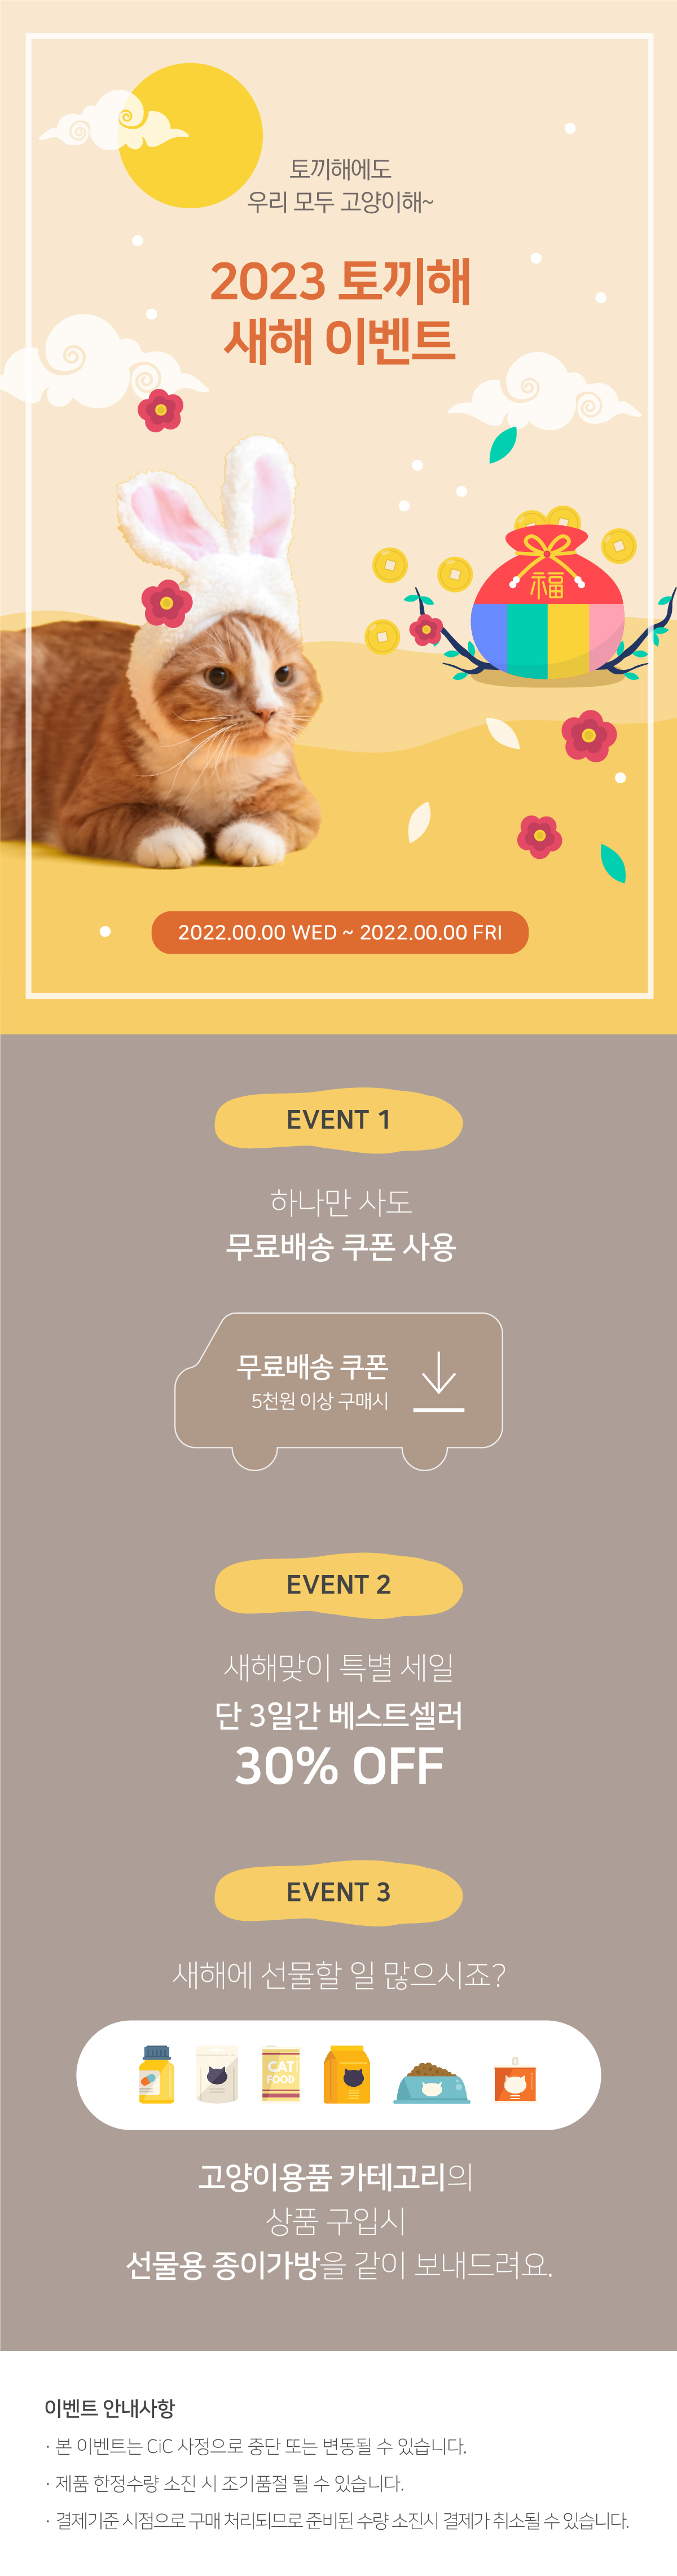 토끼해에도
우리 모두 고양이해~
2023 토끼해
새해 이벤트
福
2022.00.00 WED ~ 2022.00.00 FRI
EVENT 1
하나만 사도
무료배송 쿠폰 사용
무료배송 쿠폰
5천원 이상 구매시
EVENT 2
새해맞이 특별 세일
단 3일간 베스트셀러
30% OFF
EVENT 3
새해에 선물할 일 많으시죠?
CAT
FOOD
고양이용품 카테고리의
상품 구입시
선물용 종이가방을 같이 보내드려요.
이벤트 안내사항
· 본 이벤트는 CiC 사정으로 중단 또는 변동될 수 있습니다.
· 제품 한정수량 소진 시 조기품절 될 수 있습니다.
· 결제기준 시점으로 구매 처리되므로 준비된 수량 소진시 결제가 취소될 수 있습니다.